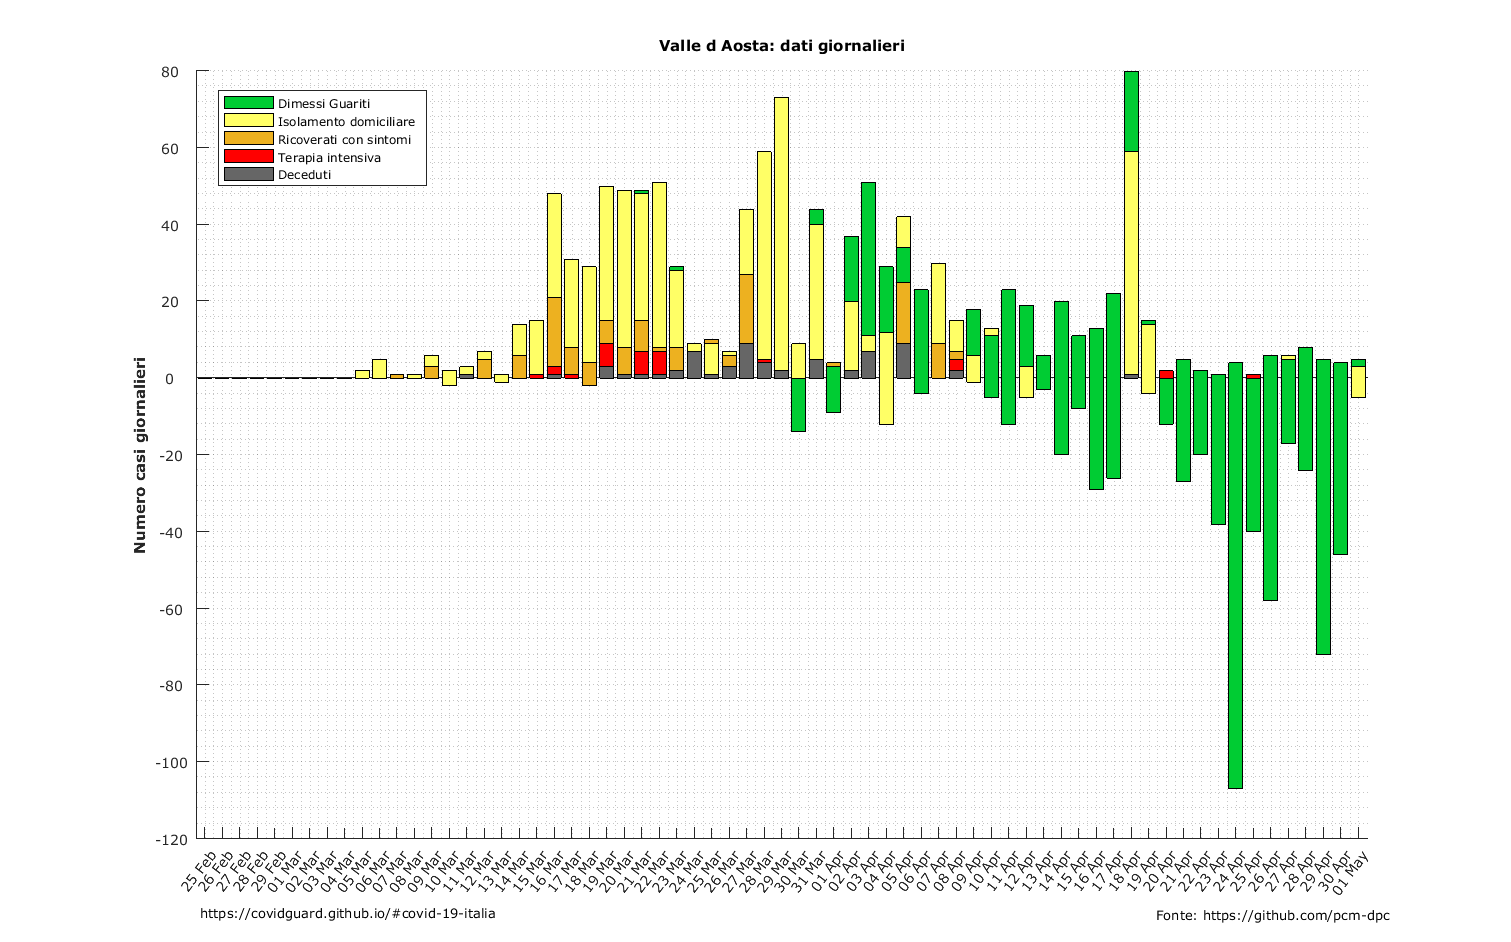 Valle d Aosta: dati giornalieri
Dimessi Guariti
Isolamento domiciliare
Ricoverati con sintomi
Terapia intensiva
Deceduti
Numero casi giornalieri
80
60
40
20
0
-20
-40
-60
-80
-100
-120
25 Feb
26 Feb
27 Feb
28 Feb
29 Feb
01 Mar
02 Mar
03 Mar
04 Mar
05 Mar
06 Mar
07 Mar
08 Mar
09 Mar
10 Mar
11 Mar
12 Mar
13 Mar
14 Mar
15 Mar
16 Mar
17 Mar
18 Mar
19 Mar
20 Mar
21 Mar
22 Mar
23 Mar
24 Mar
25 Mar
26 Mar
27 Mar
28 Mar
29 Mar
30 Mar
31 Mar
01 Apr
02 Apr
03 Apr
04 Apr
05 Apr
06 Apr
07 Apr
08 Apr
09 Apr
10 Apr
11 Apr
12 Apr
13 Apr
14 Apr
15 Apr
16 Apr
17 Apr
18 Apr
19 Apr
20 Apr
21 Apr
22 Apr
23 Apr
24 Apr
25 Apr
26 Apr
27 Apr
28 Apr
29 Apr
30 Apr
01 May
https://covidguard.github.io/#covid-19-italia
Fonte: https://github.com/pcm-dpc